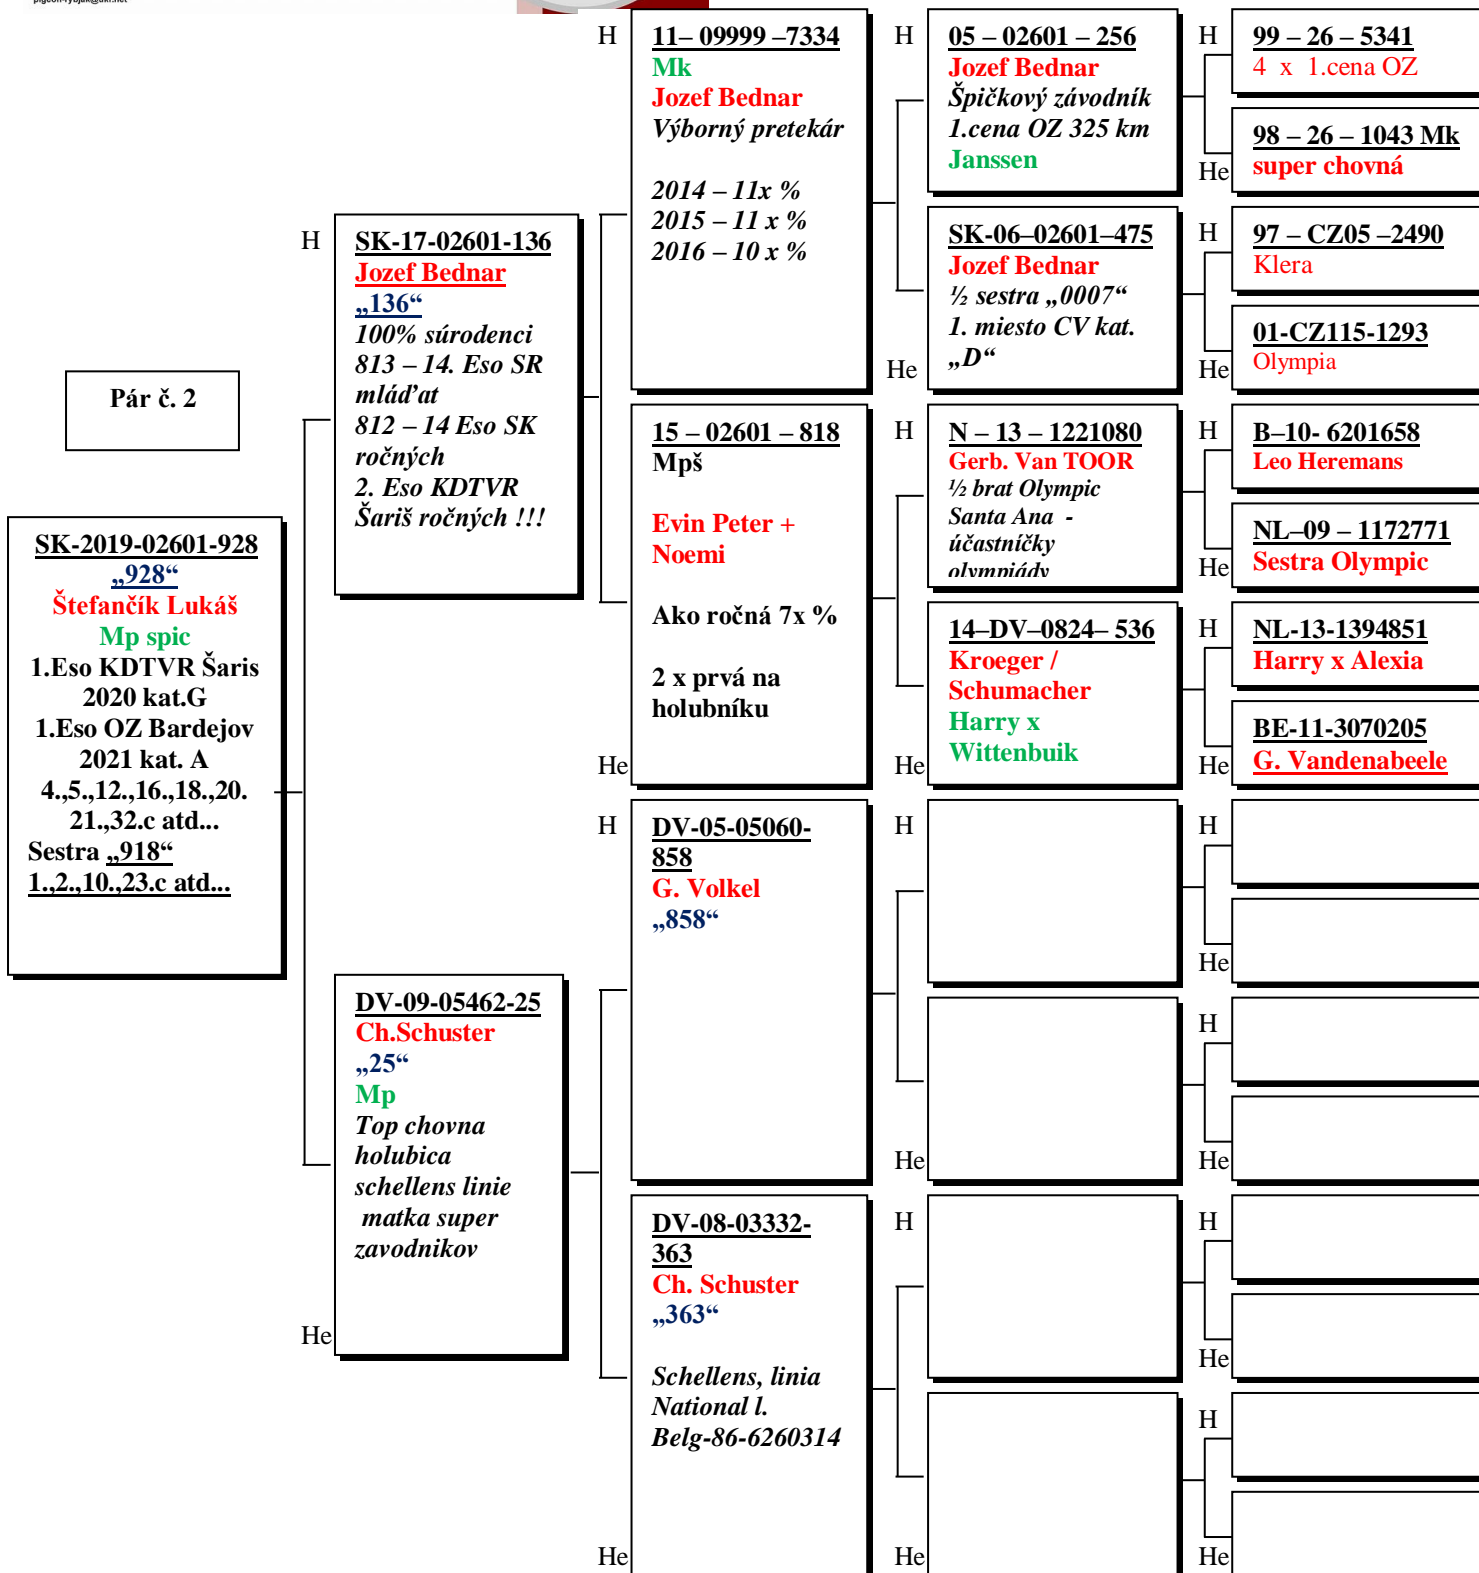 pigeon-rybjak@ukr.net
Pár č. 2
SK-2019-02601-928
„928“
Štefančík Lukáš
Mp spic
1.Eso KDTVR Šaris
2020 kat.G
1.Eso OZ Bardejov
2021 kat. A
4.,5.,12.,16.,18.,20.
21.,32.c atd...
Sestra „918“
1.,2.,10.,23.c atd...
H
SK-17-02601-136
Jozef Bednar
„136“
100% súrodenci
813 – 14. Eso SR
mláďat
812 – 14 Eso SK
ročných
2. Eso KDTVR
Šariš ročných !!!
He
DV-09-05462-25
Ch.Schuster
„25“
Mp
Top chovna
holubica
schellens linie
matka super
zavodnikov
H
11– 09999 –7334
Mk
Jozef Bednar
Výborný pretekár
2014 – 11x %
2015 – 11 x %
2016 – 10 x %
He
15 – 02601 – 818
Mpš
Evin Peter +
Noemi
Ako ročná 7x %
2 x prvá na
holubníku
H
DV-05-05060-
858
G. Volkel
„858“
He
DV-08-03332-
363
Ch. Schuster
„363“
Schellens, linia
National l.
Belg-86-6260314
H
05 – 02601 – 256
Jozef Bednar
Špičkový závodník
1.cena OZ 325 km
Janssen
He
SK-06–02601–475
Jozef Bednar
½ sestra „0007“
1. miesto CV kat.
„D“
H
N – 13 – 1221080
Gerb. Van TOOR
½ brat Olympic
Santa Ana -
účastníčky
olympiády
He
14–DV–0824– 536
Kroeger /
Schumacher
Harry x
Wittenbuik
H
He
H
He
H
99 – 26 – 5341
4 x 1.cena OZ
He
98 – 26 – 1043 Mk
super chovná
H
97 – CZ05 –2490
Klera
He
01-CZ115-1293
Olympia
H
B–10- 6201658
Leo Heremans
He
NL–09 – 1172771
Sestra Olympic
H
NL-13-1394851
Harry x Alexia
He
BE-11-3070205
G. Vandenabeele
H
He
H
He
H
He
H
He